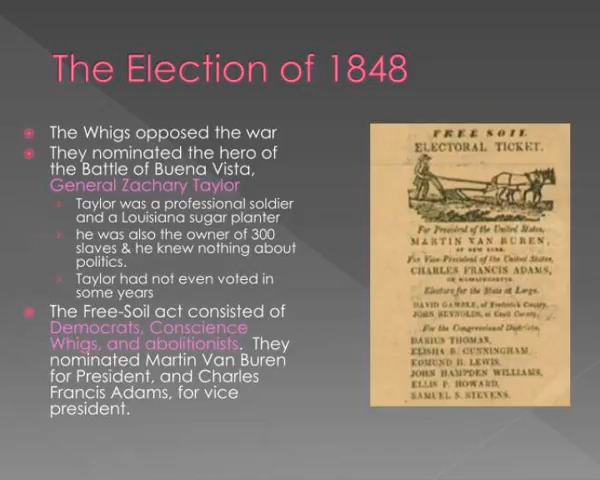 The Election of 1848
The Whigs opposed the war
They nominated the hero of
the Battle of Buena Vista,
General Zachary Taylor
Taylor was a professional soldier
and a Louisiana sugar planter
he was also the owner of 300
slaves & he knew nothing about
politics.
Taylor had not even voted in
some years
The Free-Soil act consisted of
Democrats, Conscience
Whigs, and abolitionists. They
nominated Martin Van Buren
for President, and Charles
Francis Adams, for vice
president.
FREE SOIL
ELECTORAL TICKET.
For President of the United States,
MARTIN VAN BUREN,
OF NEW YORK.
For Vice-President of the United States,
CHARLES FRANCIS ADAMS,
OF MASSACHUSETTS.
Electors for the State at Large.
DAVID GAMBLE, of Frederick County,
JOHN REYNOLDS, of Cecil County,
For the Congressional Districts,
DARIUS THOMAS,
ELISHA B. CUNNINGHAM,
EDMUND H. LEWIS,
JOHN HAMPDEN WILLIAMS,
ELLIS P. HOWARD,
SAMUEL S. STEVENS.